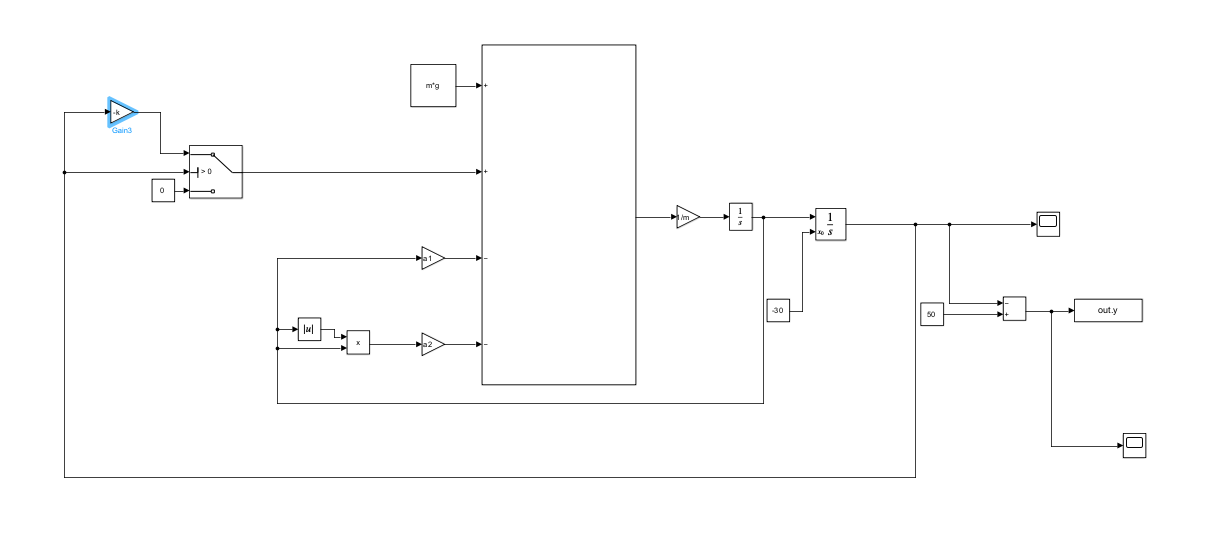 m*g
+
-k
Gain3
+
> 0
0
1
s
1
s
x₀
1/m
a1
−
-30
−
50
+
out.y
|u|
x
a2
−